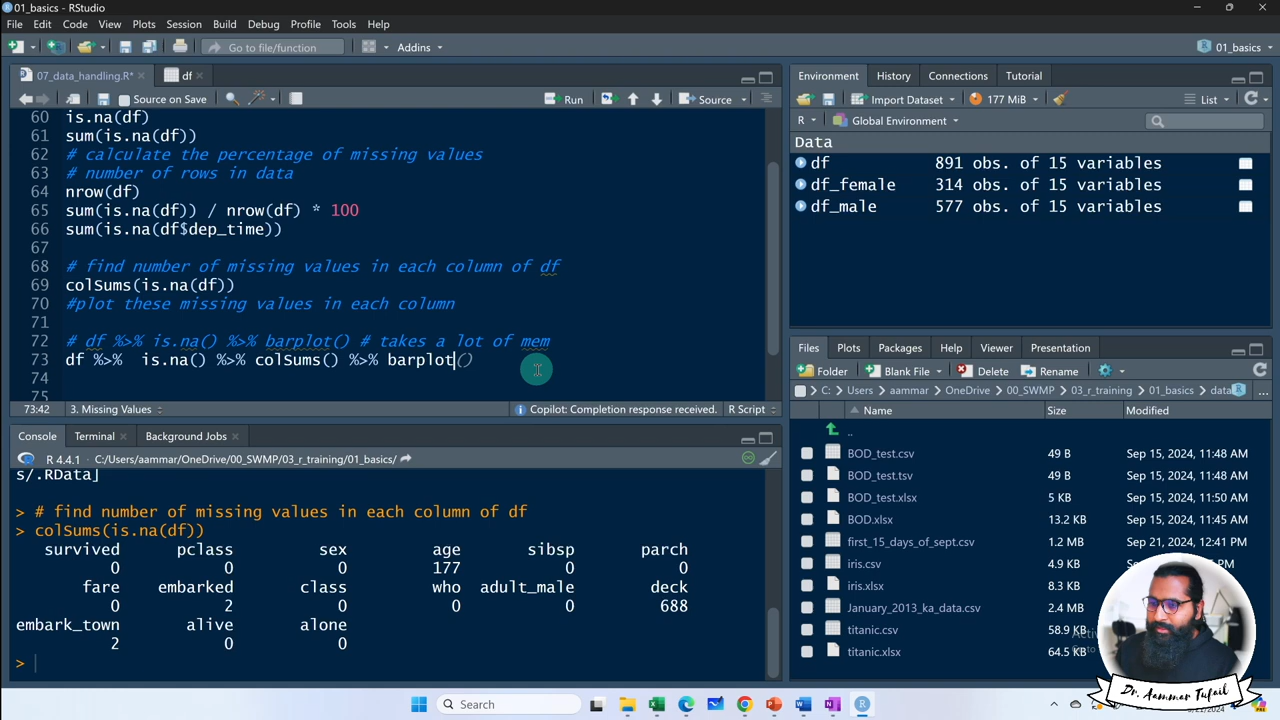 01_basics - RStudio
File Edit Code View Plots Session Build Debug Profile Tools Help
Go to file/function Addins 01_basics
07_data_handling.R* df
Source on Save Run Source
60 is.na(df)
61 sum(is.na(df))
62 # calculate the percentage of missing values
63 # number of rows in data
64 nrow(df)
65 sum(is.na(df)) / nrow(df) * 100
66 sum(is.na(df$dep_time))
67
68 # find number of missing values in each column of df
69 colSums(is.na(df))
70 #plot these missing values in each column
71
72 # df %>% is.na() %>% barplot() # takes a lot of mem
73 df %>%  is.na() %>% colSums() %>% barplot()
74
75
73:42 3. Missing Values Copilot: Completion response received. R Script
Console Terminal Background Jobs
R 4.4.1 · C:/Users/aammar/OneDrive/00_SWMP/03_r_training/01_basics/
s/.RData]
> # find number of missing values in each column of df
> colSums(is.na(df))
survived pclass sex age sibsp parch
0 0 0 177 0 0
fare embarked class who adult_male deck
0 2 0 0 0 688
embark_town alive alone
2 0 0
>
Environment History Connections Tutorial
Import Dataset 177 MiB List
R Global Environment
Data
df 891 obs. of 15 variables
df_female 314 obs. of 15 variables
df_male 577 obs. of 15 variables
Files Plots Packages Help Viewer Presentation
Folder Blank File Delete Rename
C: Users aammar OneDrive 00_SWMP 03_r_training 01_basics data ...
Name Size Modified
..
BOD_test.csv 49 B Sep 15, 2024, 11:48 AM
BOD_test.tsv 49 B Sep 15, 2024, 11:48 AM
BOD_test.xlsx 5 KB Sep 15, 2024, 11:50 AM
BOD.xlsx 13.2 KB Sep 15, 2024, 11:45 AM
first_15_days_of_sept.csv 1.2 MB Sep 21, 2024, 12:41 PM
iris.csv 4.9 KB
iris.xlsx 8.3 KB
January_2013_ka_data.csv 2.4 MB
titanic.csv 58.9
titanic.xlsx 64.5
Dr. Aammar Tufail
Search